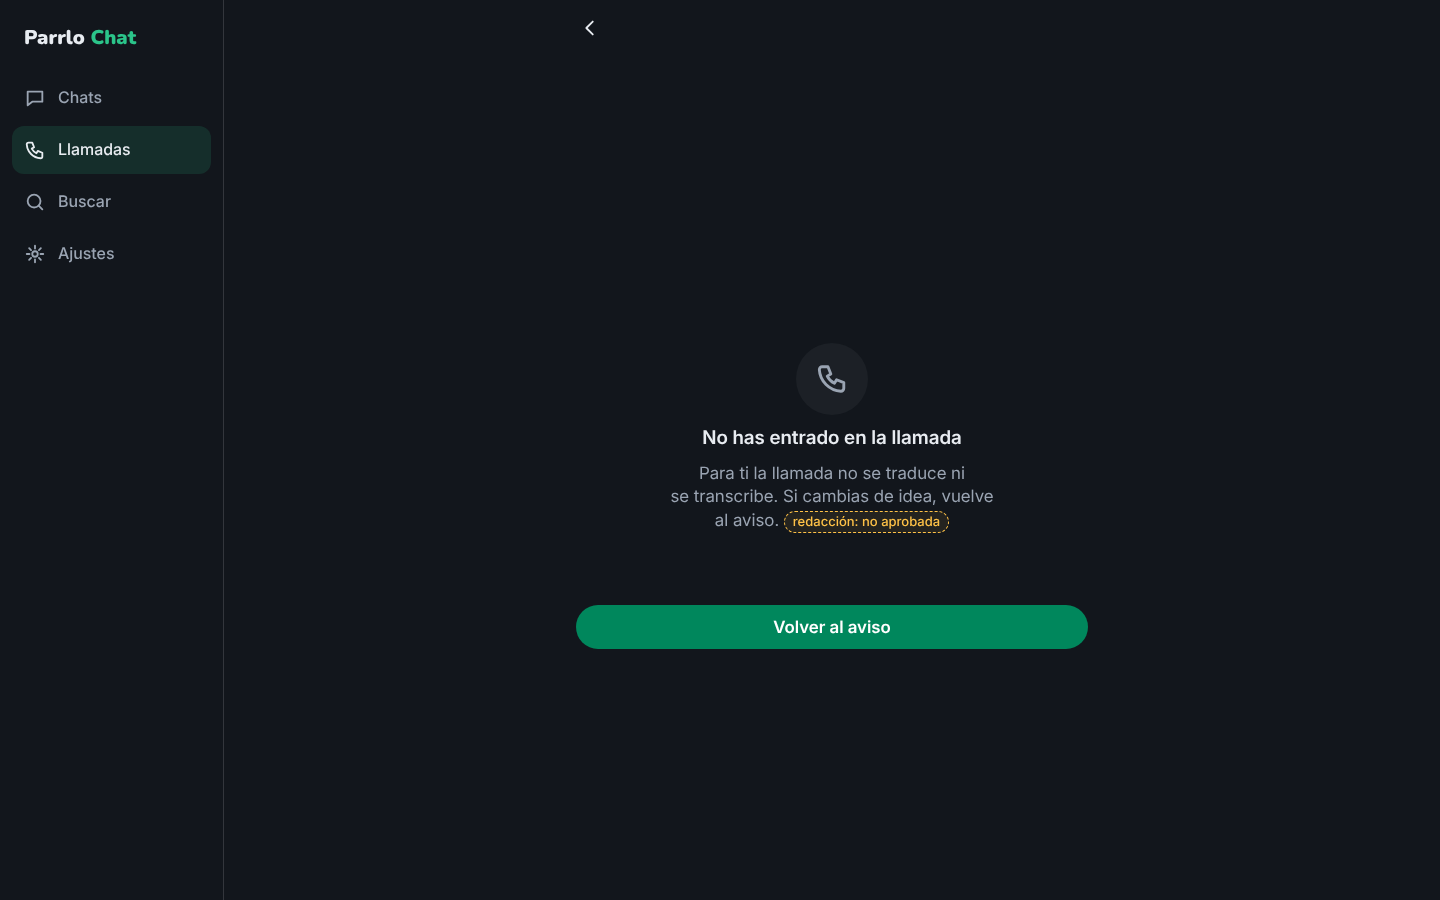 Parrlo Chat
Chats
Llamadas
Buscar
Ajustes
No has entrado en la llamada
Para ti la llamada no se traduce ni
se transcribe. Si cambias de idea, vuelve
al aviso. redacción: no aprobada
Volver al aviso